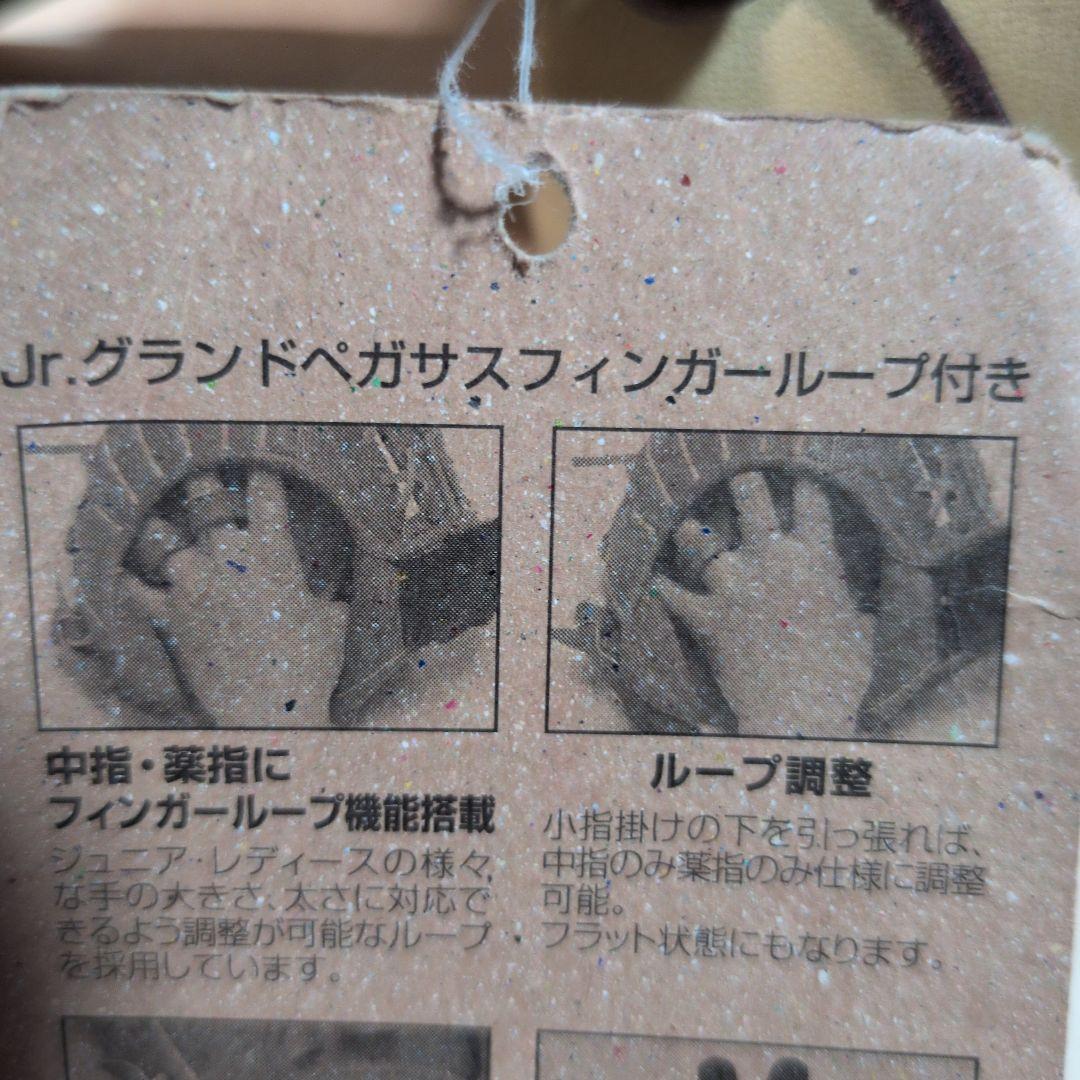 Jr.グランドペガサスフィンガーループ付き
中指・薬指に
フィンガーループ機能搭載
ジュニア・レディースの様々
な手の大きさ、太さに対応で
きるよう調整が可能なループ
を採用しています。
ループ調整
小指掛けの下を引っ張れば、
中指のみ薬指のみ仕様に調整
可能。
フラット状態にもなります。